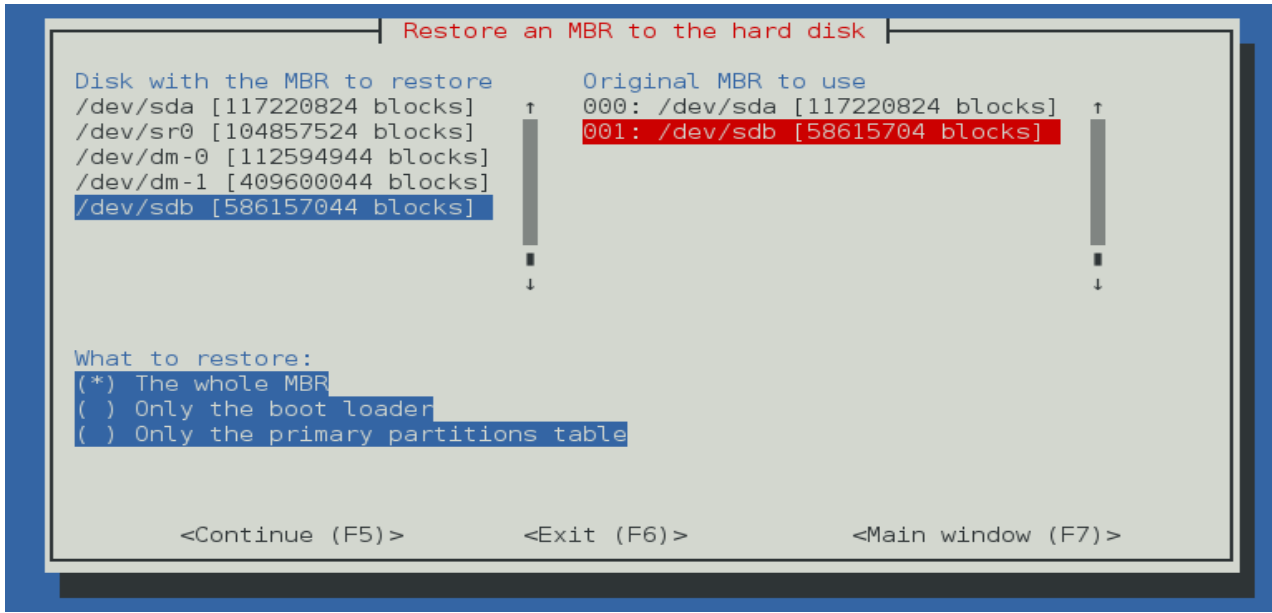 Restore an MBR to the hard disk
Disk with the MBR to restore
/dev/sda [117220824 blocks]
/dev/sr0 [104857524 blocks]
/dev/dm-0 [112594944 blocks]
/dev/dm-1 [409600044 blocks]
/dev/sdb [586157044 blocks]
Original MBR to use
000: /dev/sda [117220824 blocks]
001: /dev/sdb [58615704 blocks]
What to restore:
(*) The whole MBR
( ) Only the boot loader
( ) Only the primary partitions table
<Continue (F5)> <Exit (F6)> <Main window (F7)>